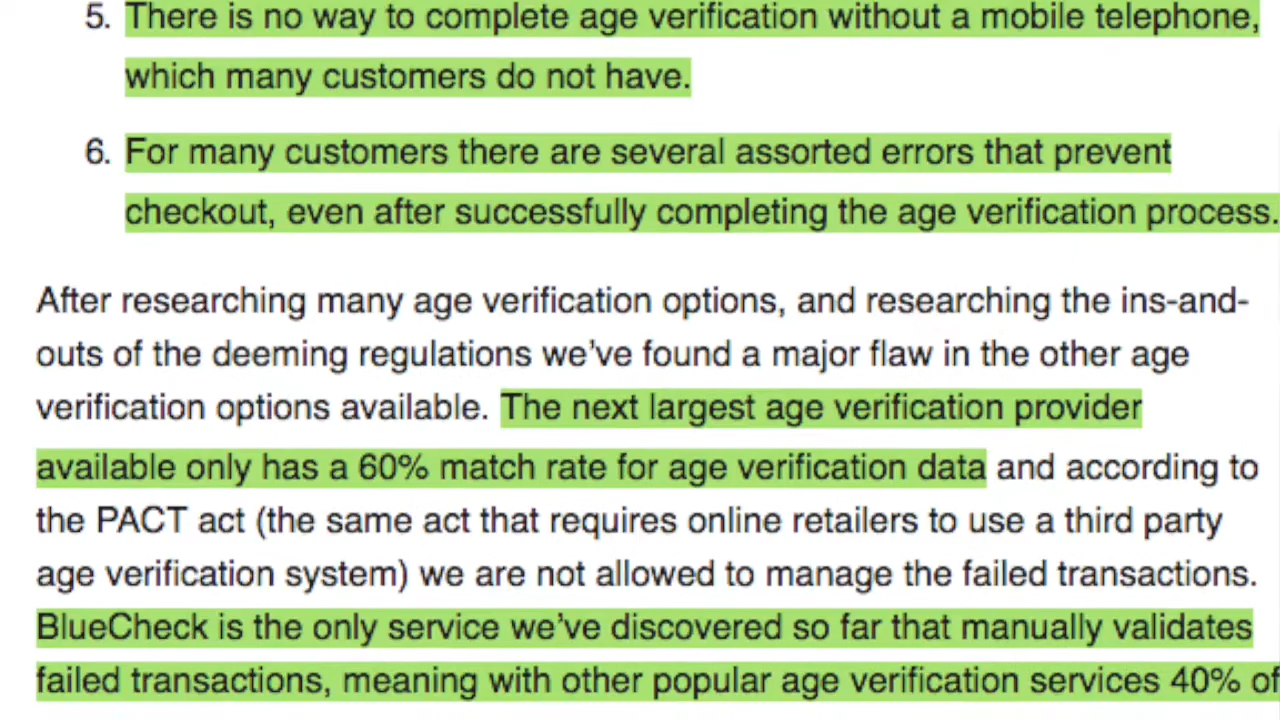 5. There is no way to complete age verification without a mobile telephone,
which many customers do not have.
6. For many customers there are several assorted errors that prevent
checkout, even after successfully completing the age verification process.
After researching many age verification options, and researching the ins-and-
outs of the deeming regulations we’ve found a major flaw in the other age
verification options available. The next largest age verification provider
available only has a 60% match rate for age verification data and according to
the PACT act (the same act that requires online retailers to use a third party
age verification system) we are not allowed to manage the failed transactions.
BlueCheck is the only service we’ve discovered so far that manually validates
failed transactions, meaning with other popular age verification services 40% of